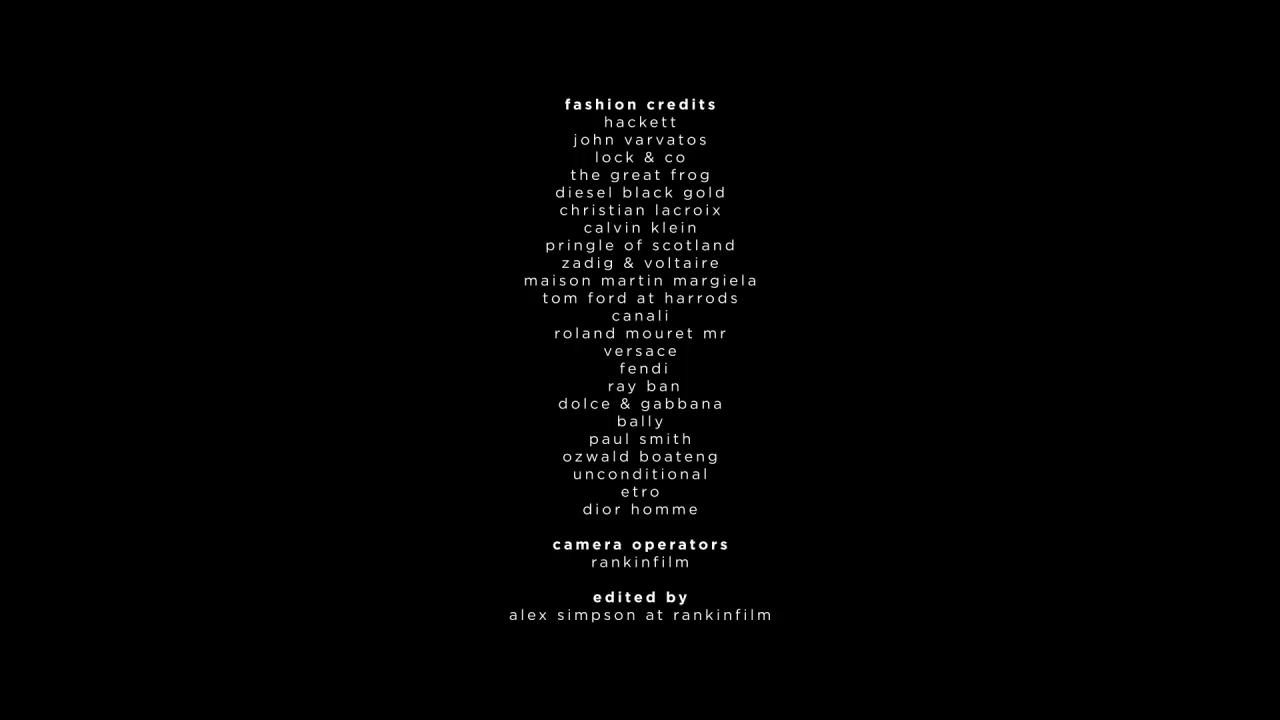 fashion credits
hackett
john varvatos
lock & co
the great frog
diesel black gold
christian lacroix
calvin klein
pringle of scotland
zadig & voltaire
maison martin margiela
tom ford at harrods
canali
roland mouret mr
versace
fendi
ray ban
dolce & gabbana
bally
paul smith
ozwald boateng
unconditional
etro
dior homme
camera operators
rankinfilm
edited by
alex simpson at rankinfilm